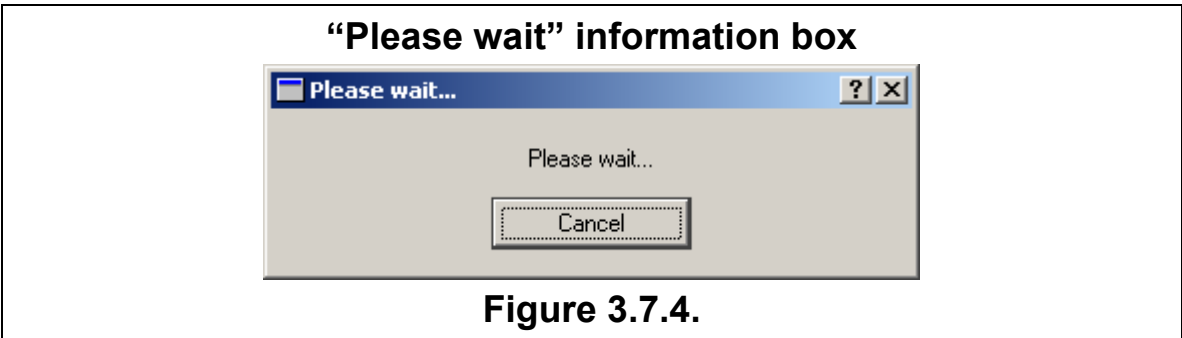 “Please wait” information box
Please wait...
Please wait...
Cancel
Figure 3.7.4.